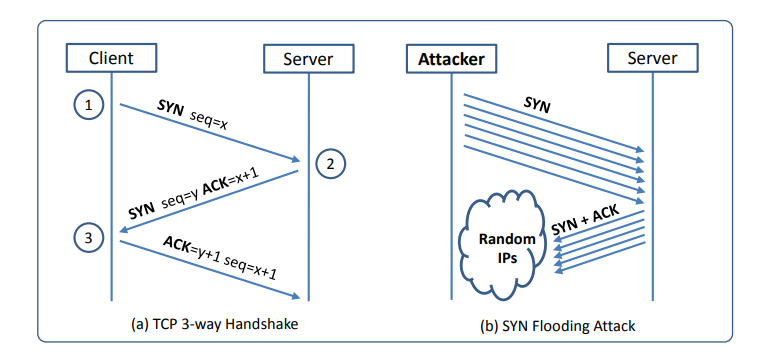 Client
Server
1
SYN seq=x
2
SYN seq=y ACK=x+1
3
ACK=y+1 seq=x+1
(a) TCP 3-way Handshake
Attacker
Server
SYN
SYN + ACK
Random
IPs
(b) SYN Flooding Attack